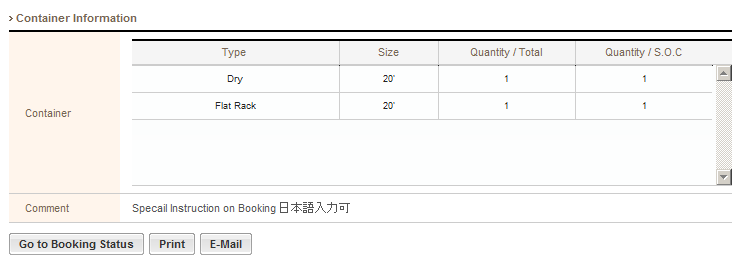 › Container Information
Type Size Quantity / Total Quantity / S.O.C
Dry 20' 1 1
Container
Flat Rack 20' 1 1
Comment Specail Instruction on Booking 日本語入力可
Go to Booking Status Print E-Mail